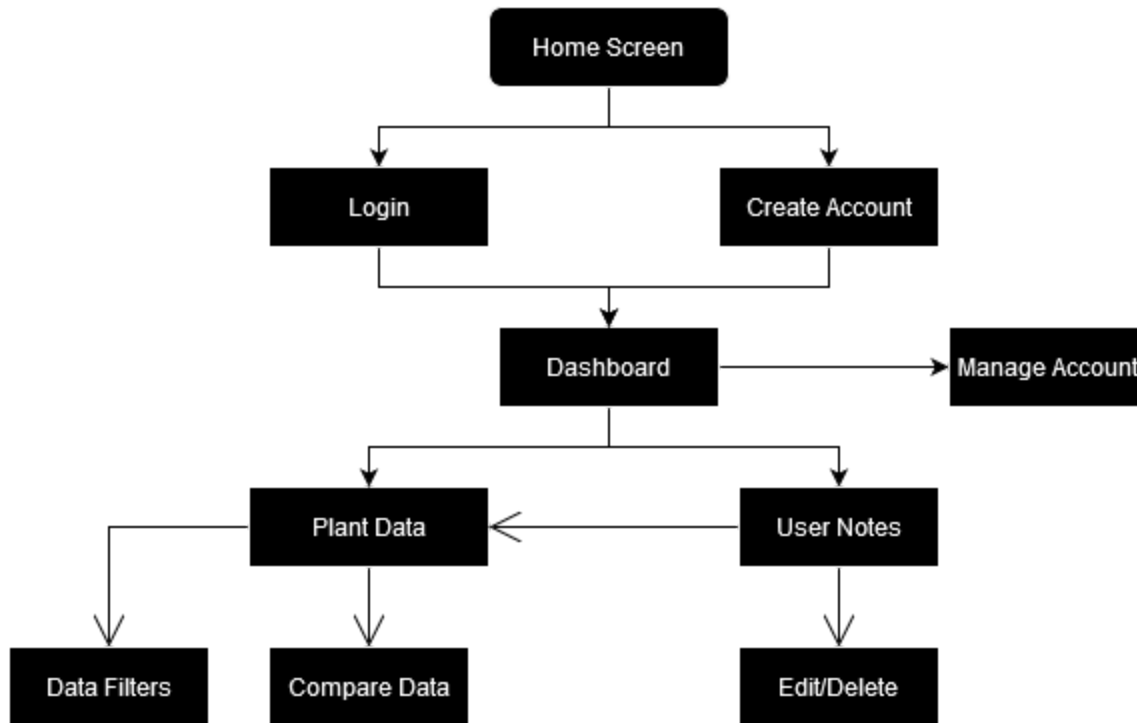 Home Screen
Login
Create Account
Dashboard
Manage Account
Plant Data
User Notes
Data Filters
Compare Data
Edit/Delete